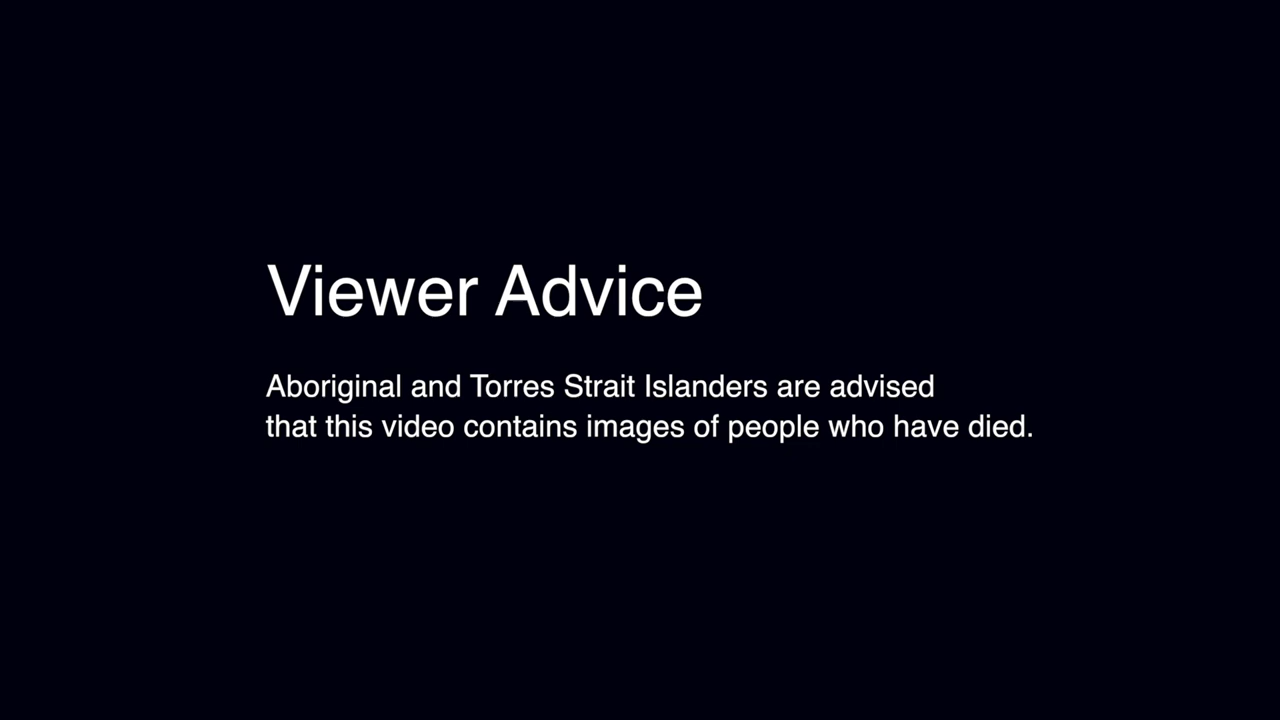 Viewer Advice
Aboriginal and Torres Strait Islanders are advised
that this video contains images of people who have died.